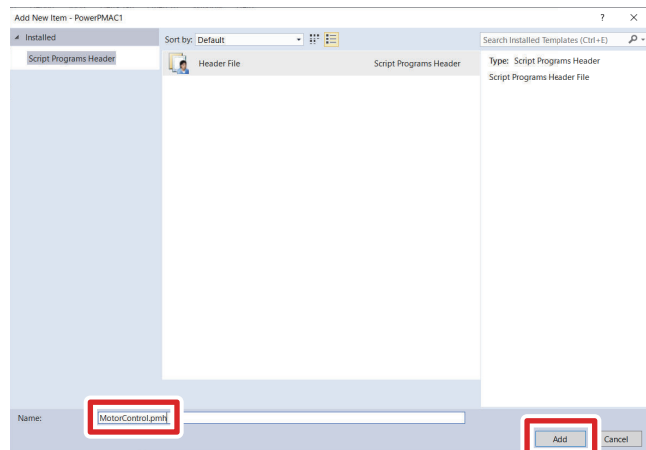 Add New Item - PowerPMAC1 ?
Installed
Sort by: Default
Search Installed Templates (Ctrl+E)
Script Programs Header
Header File Script Programs Header
Type: Script Programs Header
Script Programs Header File
Name: MotorControl.pmh
Add Cancel